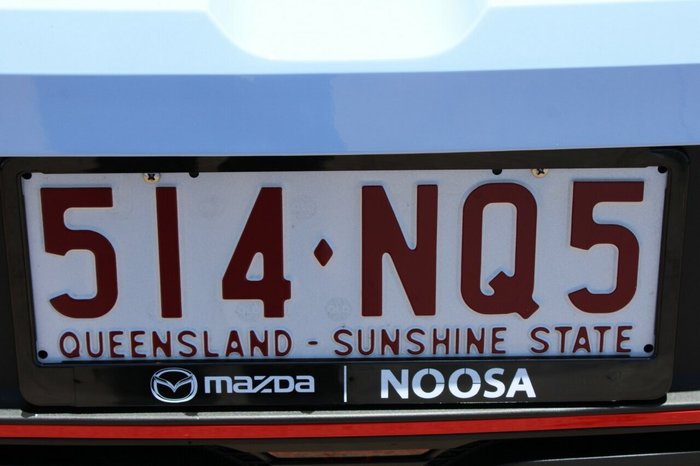 514·NQ5
QUEENSLAND - SUNSHINE STATE
mazda | NOOSA